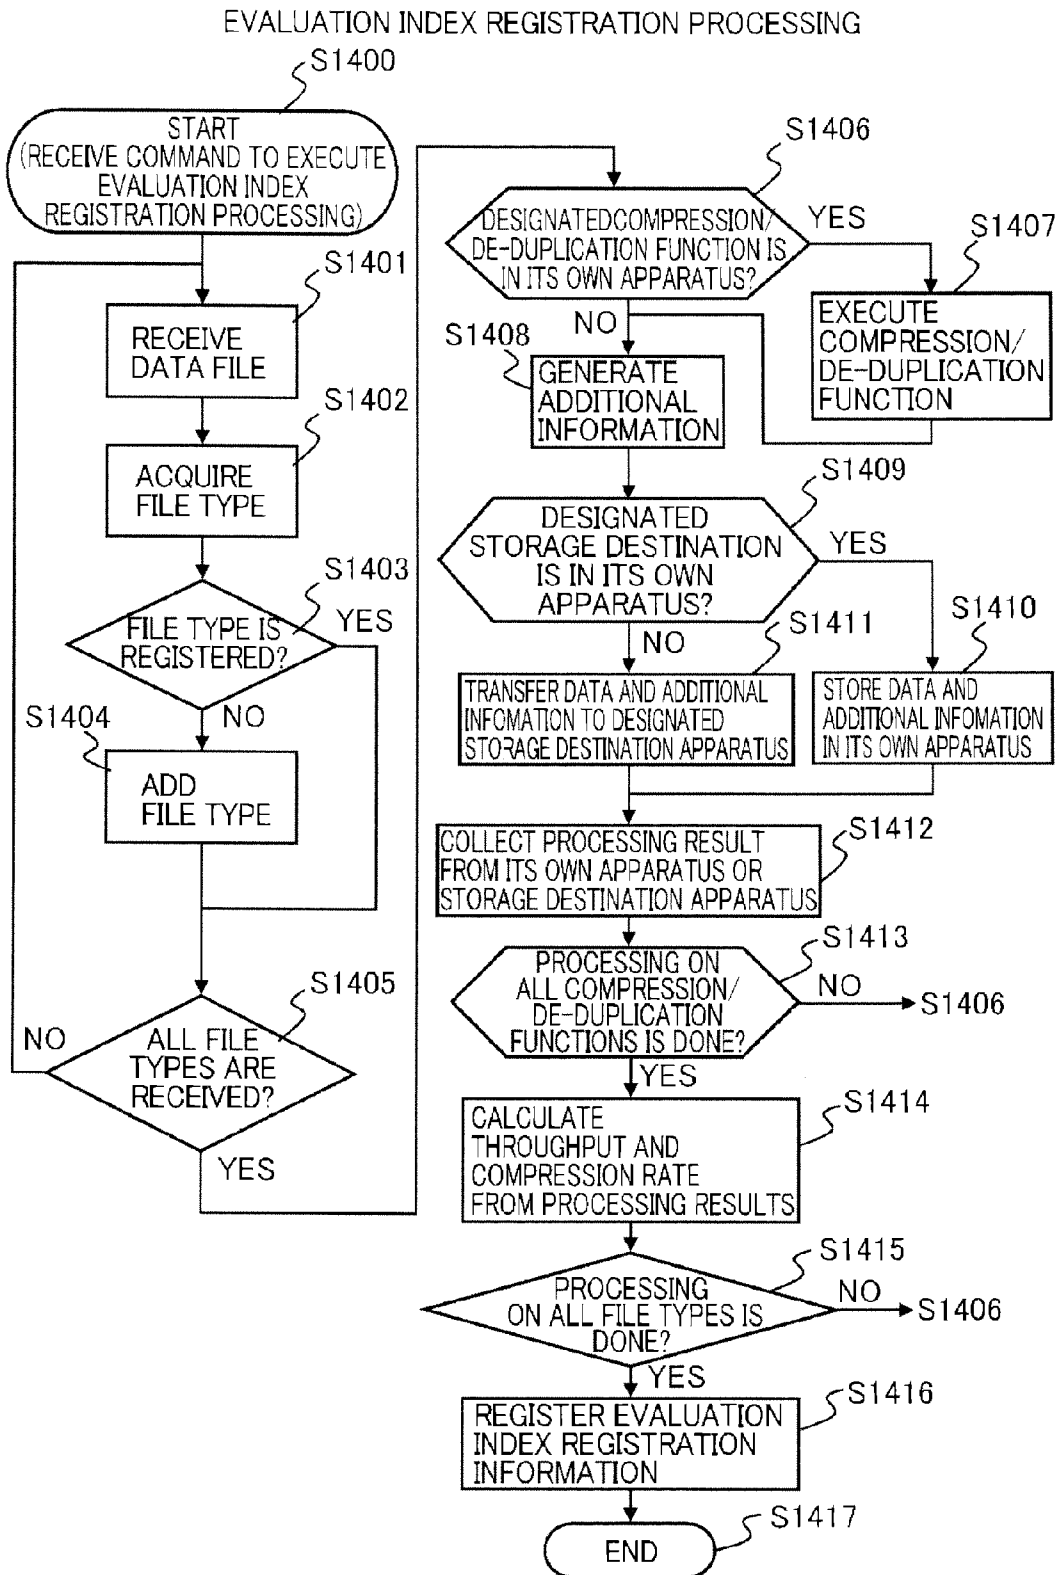 EVALUATION INDEX REGISTRATION PROCESSING
S1400
START
(RECEIVE COMMAND TO EXECUTE
EVALUATION INDEX
REGISTRATION PROCESSING)
S1401
RECEIVE
DATA FILE
S1402
ACQUIRE
FILE TYPE
S1403
FILE TYPE IS
REGISTERED?
YES
NO
S1404
ADD
FILE TYPE
S1405
ALL FILE
TYPES ARE
RECEIVED?
NO
YES
S1406
DESIGNATEDCOMPRESSION/
DE-DUPLICATION FUNCTION IS
IN ITS OWN APPARATUS?
YES
NO
S1407
EXECUTE
COMPRESSION/
DE-DUPLICATION
FUNCTION
S1408
GENERATE
ADDITIONAL
INFORMATION
S1409
DESIGNATED
STORAGE DESTINATION
IS IN ITS OWN
APPARATUS?
YES
NO
S1410
STORE DATA AND
ADDITIONAL INFOMATION
IN ITS OWN APPARATUS
S1411
TRANSFER DATA AND ADDITIONAL
INFOMATION TO DESIGNATED
STORAGE DESTINATION APPARATUS
S1412
COLLECT PROCESSING RESULT
FROM ITS OWN APPARATUS OR
STORAGE DESTINATION APPARATUS
S1413
PROCESSING ON
ALL COMPRESSION/
DE-DUPLICATION
FUNCTIONS IS DONE?
NO
S1406
YES
S1414
CALCULATE
THROUGHPUT AND
COMPRESSION RATE
FROM PROCESSING RESULTS
S1415
PROCESSING
ON ALL FILE TYPES IS
DONE?
NO
S1406
YES
S1416
REGISTER EVALUATION
INDEX REGISTRATION
INFORMATION
S1417
END